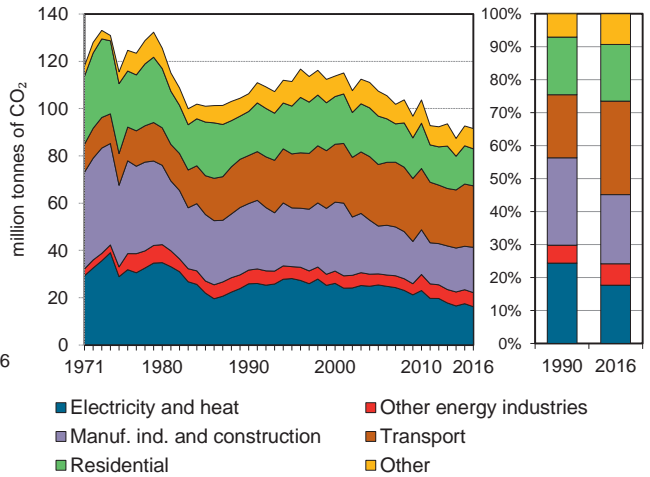 million tonnes of CO₂
140
120
100
80
60
40
20
0
1971 1980 1990 2000 2010 2016
6
100%
90%
80%
70%
60%
50%
40%
30%
20%
10%
0%
1990 2016
Electricity and heat
Other energy industries
Manuf. ind. and construction
Transport
Residential
Other